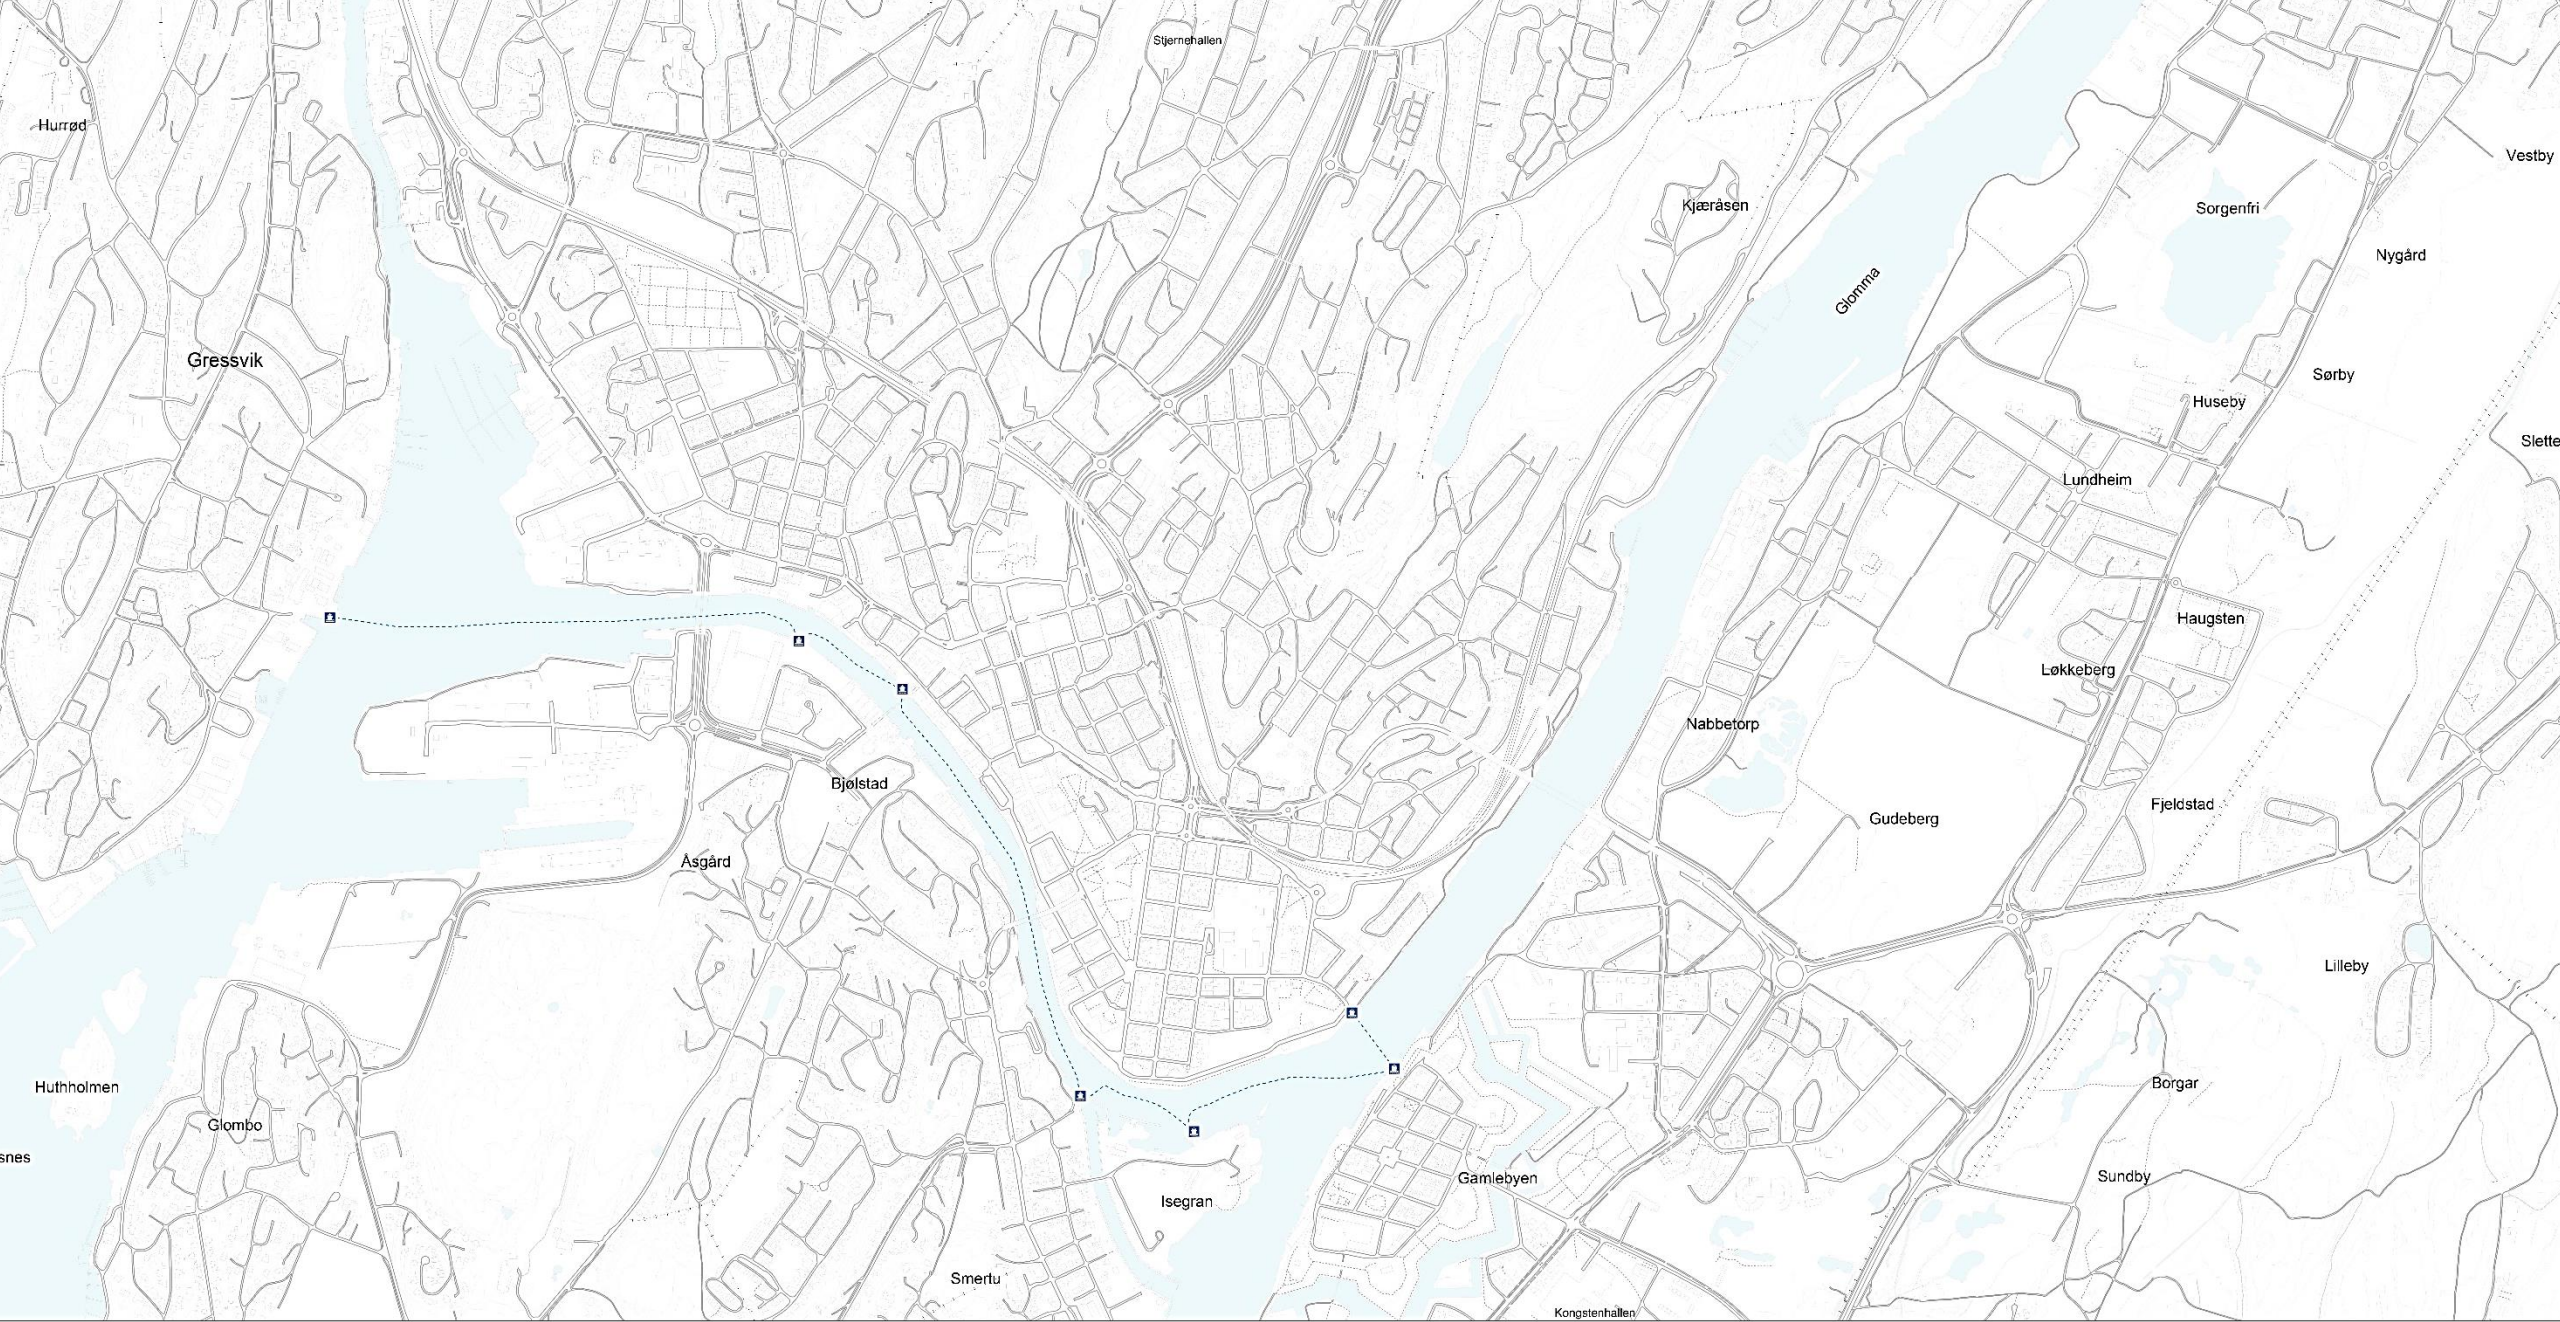 Stjernehallen
Hurrød
Vestby
Kjæråsen
Sorgenfri
Nygård
Glomma
Gressvik
Sørby
Huseby
Slette
Lundheim
Haugsten
Løkkeberg
Nabbetorp
Bjølstad
Fjeldstad
Gudeberg
Åsgård
Lilleby
Huthholmen
Borgar
Glombo
snes
Sundby
Gamlebyen
Isegran
Smertu
Kongstenhallen